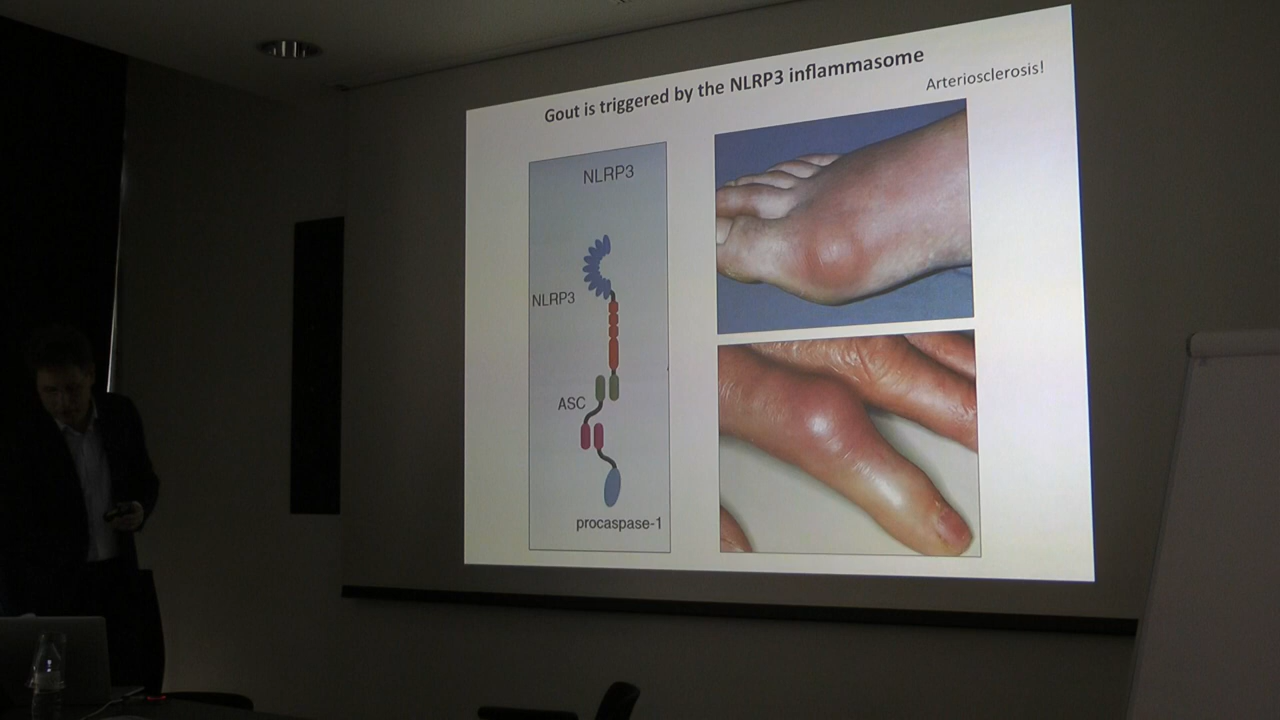 Gout is triggered by the NLRP3 inflammasome
Arteriosclerosis!
NLRP3
NLRP3
ASC
procaspase-1